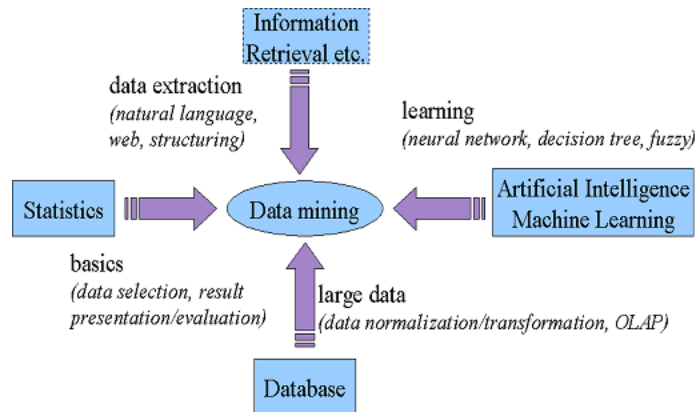 Information
Retrieval etc.
data extraction
(natural language,
web, structuring)
learning
(neural network, decision tree, fuzzy)
Statistics
Data mining
Artificial Intelligence
Machine Learning
basics
(data selection, result
presentation/evaluation)
large data
(data normalization/transformation, OLAP)
Database